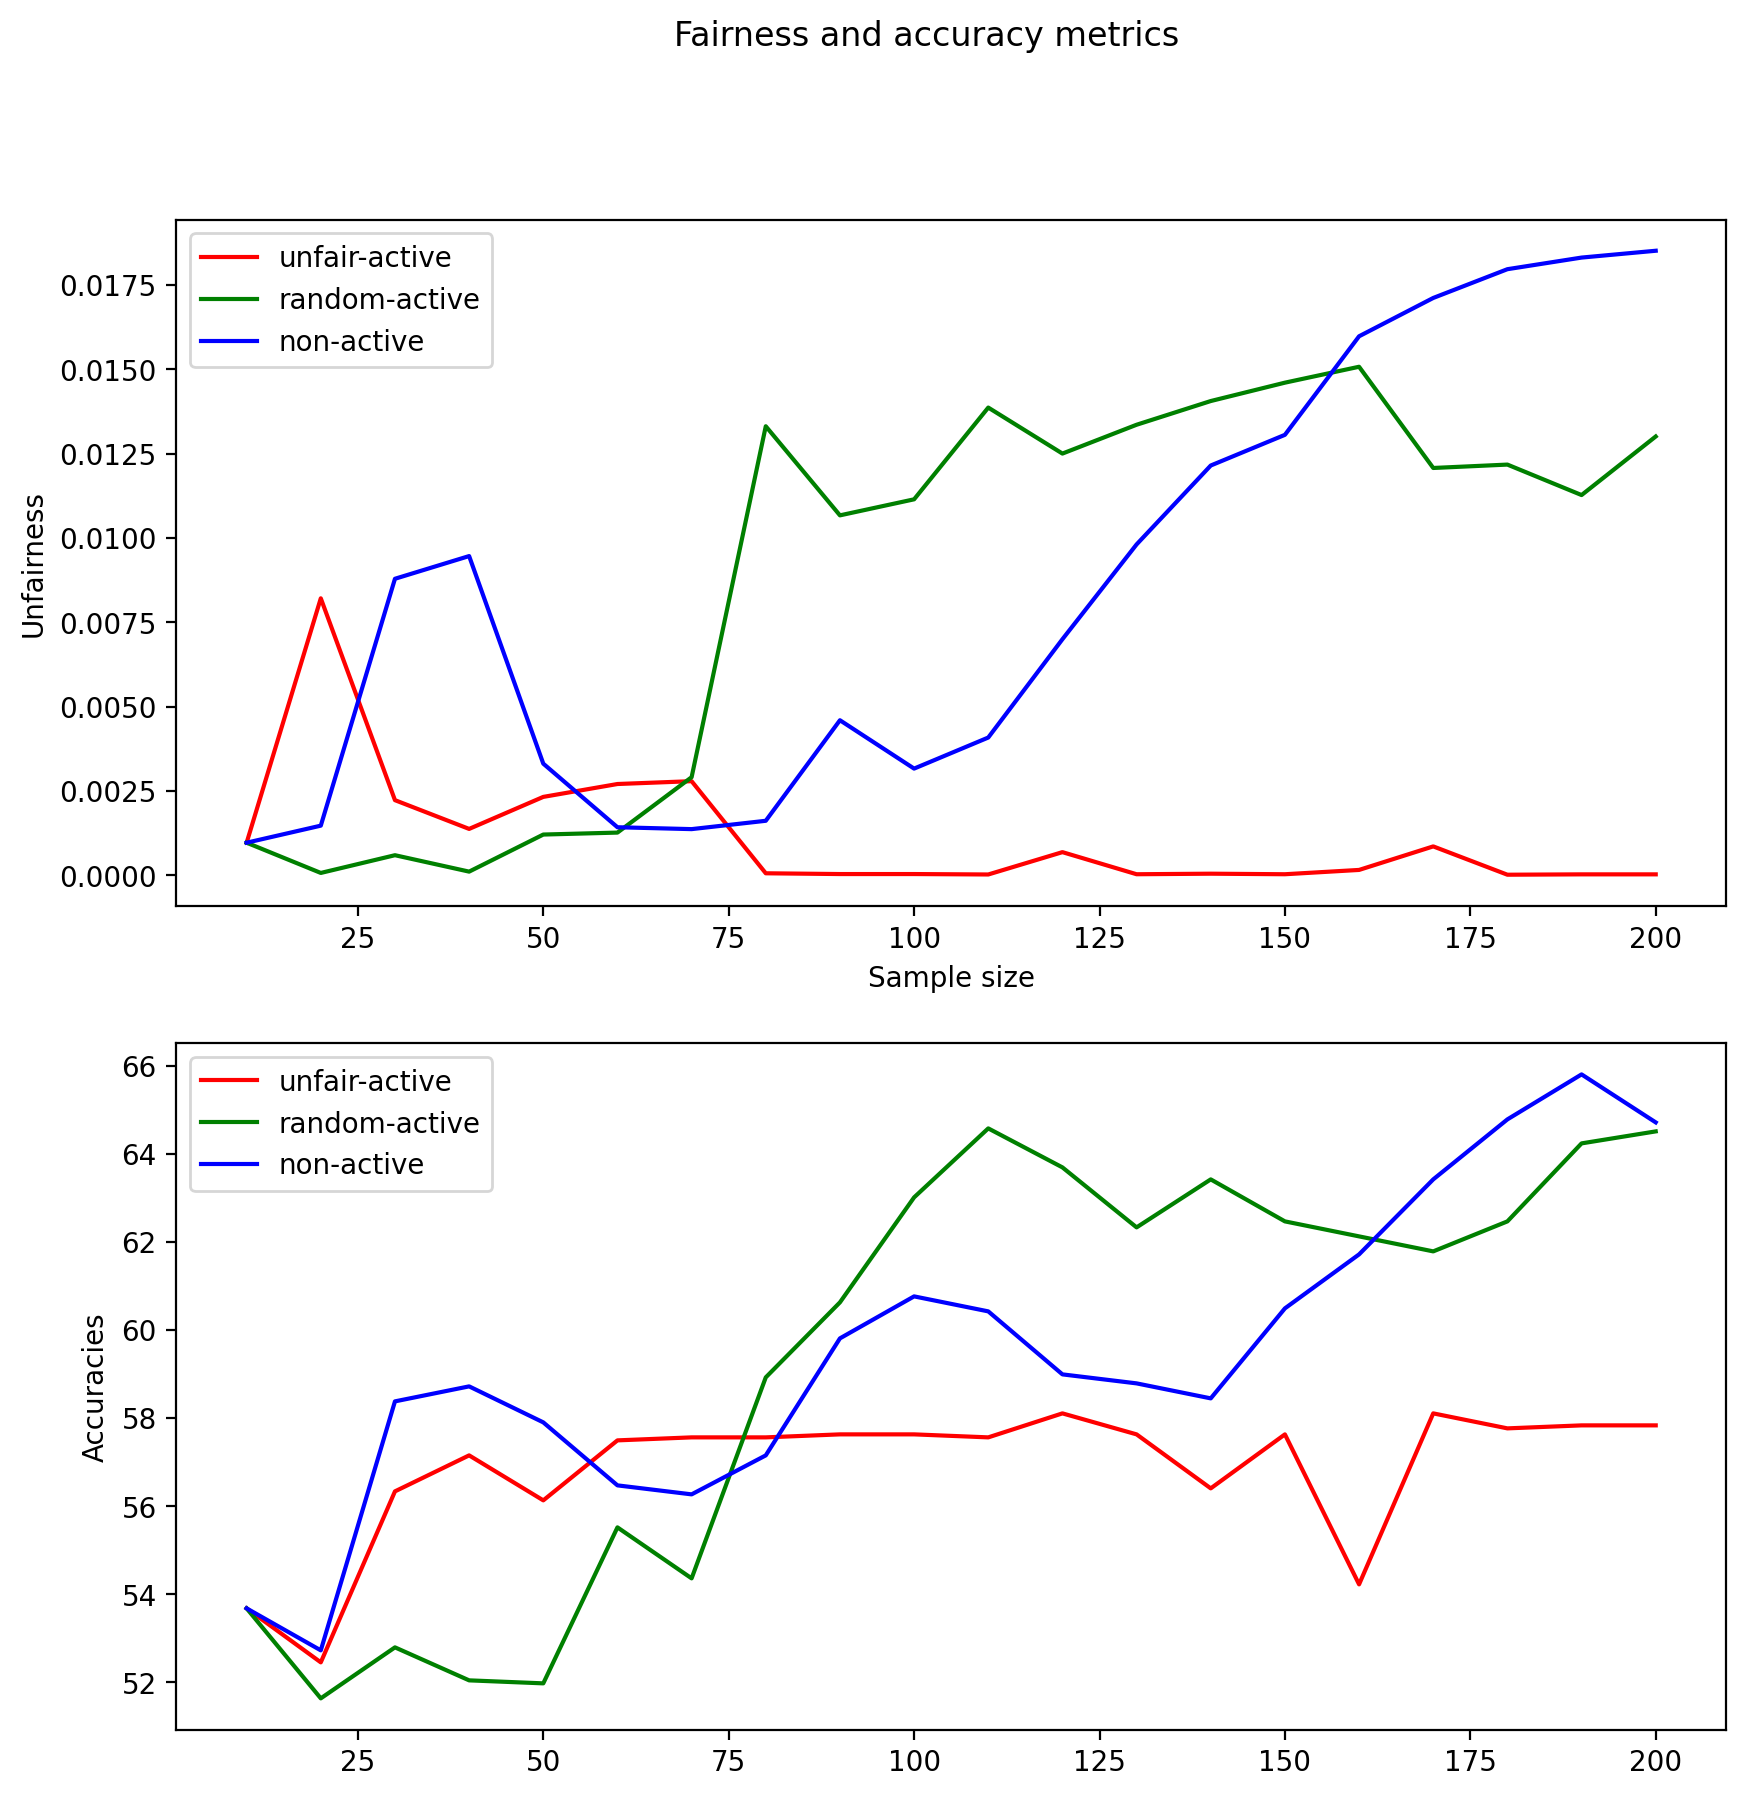 Fairness and accuracy metrics
unfair-active
random-active
non-active
0.0175
0.0150
0.0125
0.0100
0.0075
0.0050
0.0025
0.0000
Unfairness
25 50 75 100 125 150 175 200
Sample size
unfair-active
random-active
non-active
66
64
62
60
58
56
54
52
Accuracies
25 50 75 100 125 150 175 200